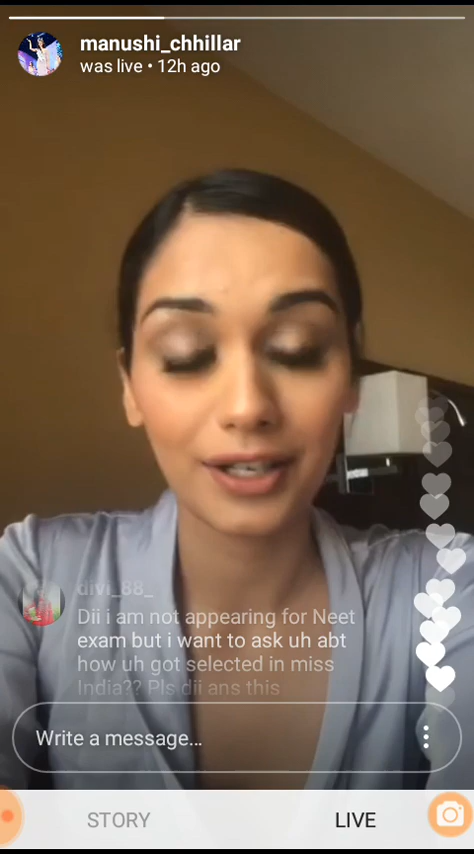 manushi_chhillar
was live • 12h ago
divi_88_
Dii i am not appearing for Neet
exam but i want to ask uh abt
how uh got selected in miss
India?? Pls dii ans this
Write a message...
STORY LIVE